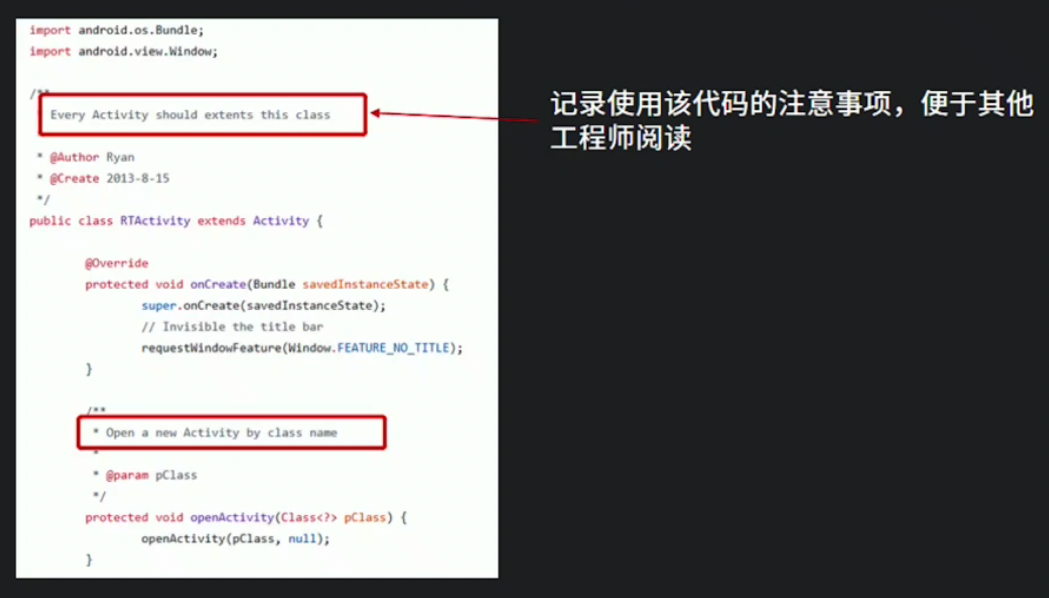 import android.os.Bundle;
import android.view.Window;
/**
Every Activity should extents this class
* @Author Ryan
* @Create 2013-8-15
*/
public class RTActivity extends Activity {
@Override
protected void onCreate(Bundle savedInstanceState) {
super.onCreate(savedInstanceState);
// Invisible the title bar
requestWindowFeature(Window.FEATURE_NO_TITLE);
}
/**
* Open a new Activity by class name
*
* @param pClass
*/
protected void openActivity(Class<?> pClass) {
openActivity(pClass, null);
}
记录使用该代码的注意事项，便于其他
工程师阅读